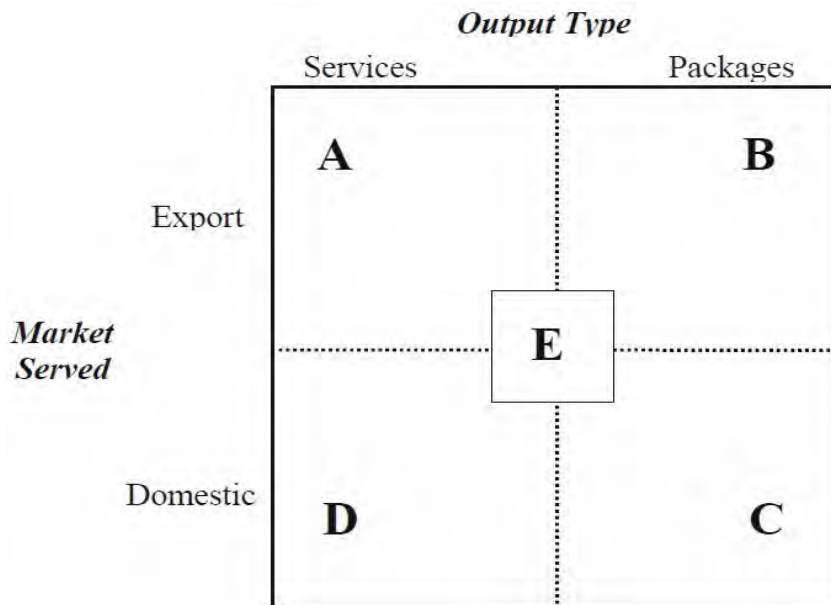 Output Type
Services Packages
A B
Export
E
Market
Served
Domestic
D C